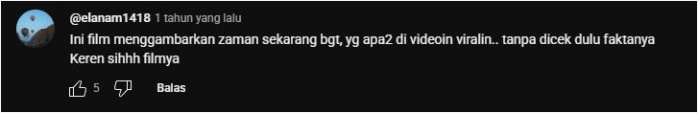 @elanam1418 1 tahun yang lalu
Ini film menggambarkan zaman sekarang bgt, yg apa2 di videoin viralin.. tanpa dicek dulu faktanya
Keren sihhh filmya
5 Balas